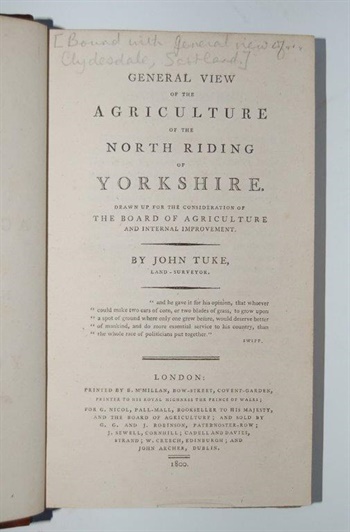 [Bound with General view of
Clydesdale, Scotland.]
GENERAL VIEW
OF THE
AGRICULTURE
OF THE
NORTH RIDING
OF
YORKSHIRE.
DRAWN UP FOR THE CONSIDERATION OF
THE BOARD OF AGRICULTURE
AND INTERNAL IMPROVEMENT.
BY JOHN TUKE,
LAND-SURVEYOR.
" and he gave it for his opinion, that whoever
" could make two ears of corn, or two blades of grass, to grow upon
" a spot of ground where only one grew before, would deserve better
" of mankind, and do more essential service to his country, than
" the whole race of politicians put together."
SWIFT.
LONDON:
PRINTED BY B. M'MILLAN, BOW-STREET, COVENT-GARDEN,
PRINTER TO HIS ROYAL HIGHNESS THE PRINCE OF WALES;
FOR G. NICOL, PALL-MALL, BOOKSELLER TO HIS MAJESTY,
AND THE BOARD OF AGRICULTURE; AND SOLD BY
G. G. AND J. ROBINSON, PATERNOSTER-ROW;
J. SEWELL, CORNHILL; CADELL AND DAVIES,
STRAND; W. CREECH, EDINBURGH; AND
JOHN ARCHER, DUBLIN.
1800.